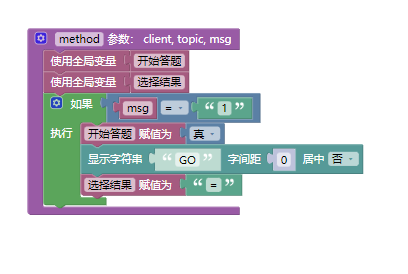 method 参数: client, topic, msg
使用全局变量 开始答题
使用全局变量 选择结果
如果 msg = “ 1 ”
执行 开始答题 赋值为 真
显示字符串 “ GO ” 字间距 0 居中 否
选择结果 赋值为 “ = ”